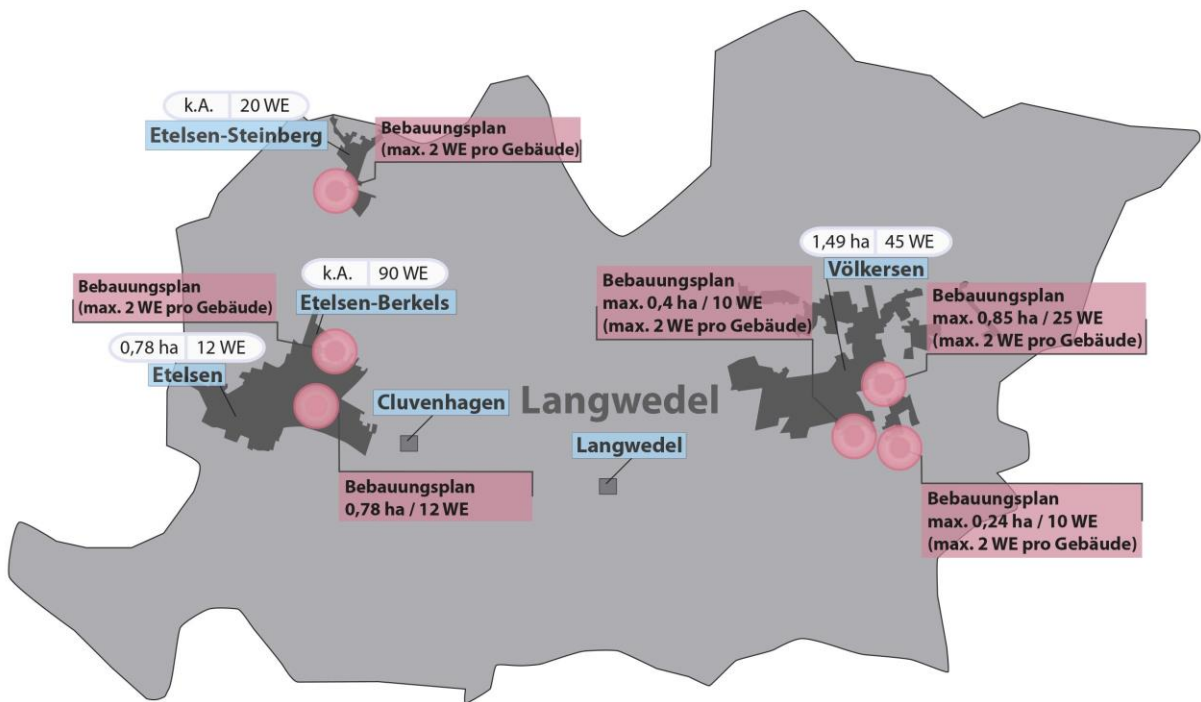 k.A. 20 WE
Etelsen-Steinberg
Bebauungsplan
(max. 2 WE pro Gebäude)
k.A. 90 WE
Etelsen-Berkels
Bebauungsplan
(max. 2 WE pro Gebäude)
0,78 ha 12 WE
Etelsen
Cluvenhagen
Langwedel
Langwedel
Bebauungsplan
0,78 ha / 12 WE
1,49 ha 45 WE
Völkersen
Bebauungsplan
max. 0,4 ha / 10 WE
(max. 2 WE pro Gebäude)
Bebauungsplan
max. 0,85 ha / 25 WE
(max. 2 WE pro Gebäude)
Bebauungsplan
max. 0,24 ha / 10 WE
(max. 2 WE pro Gebäude)